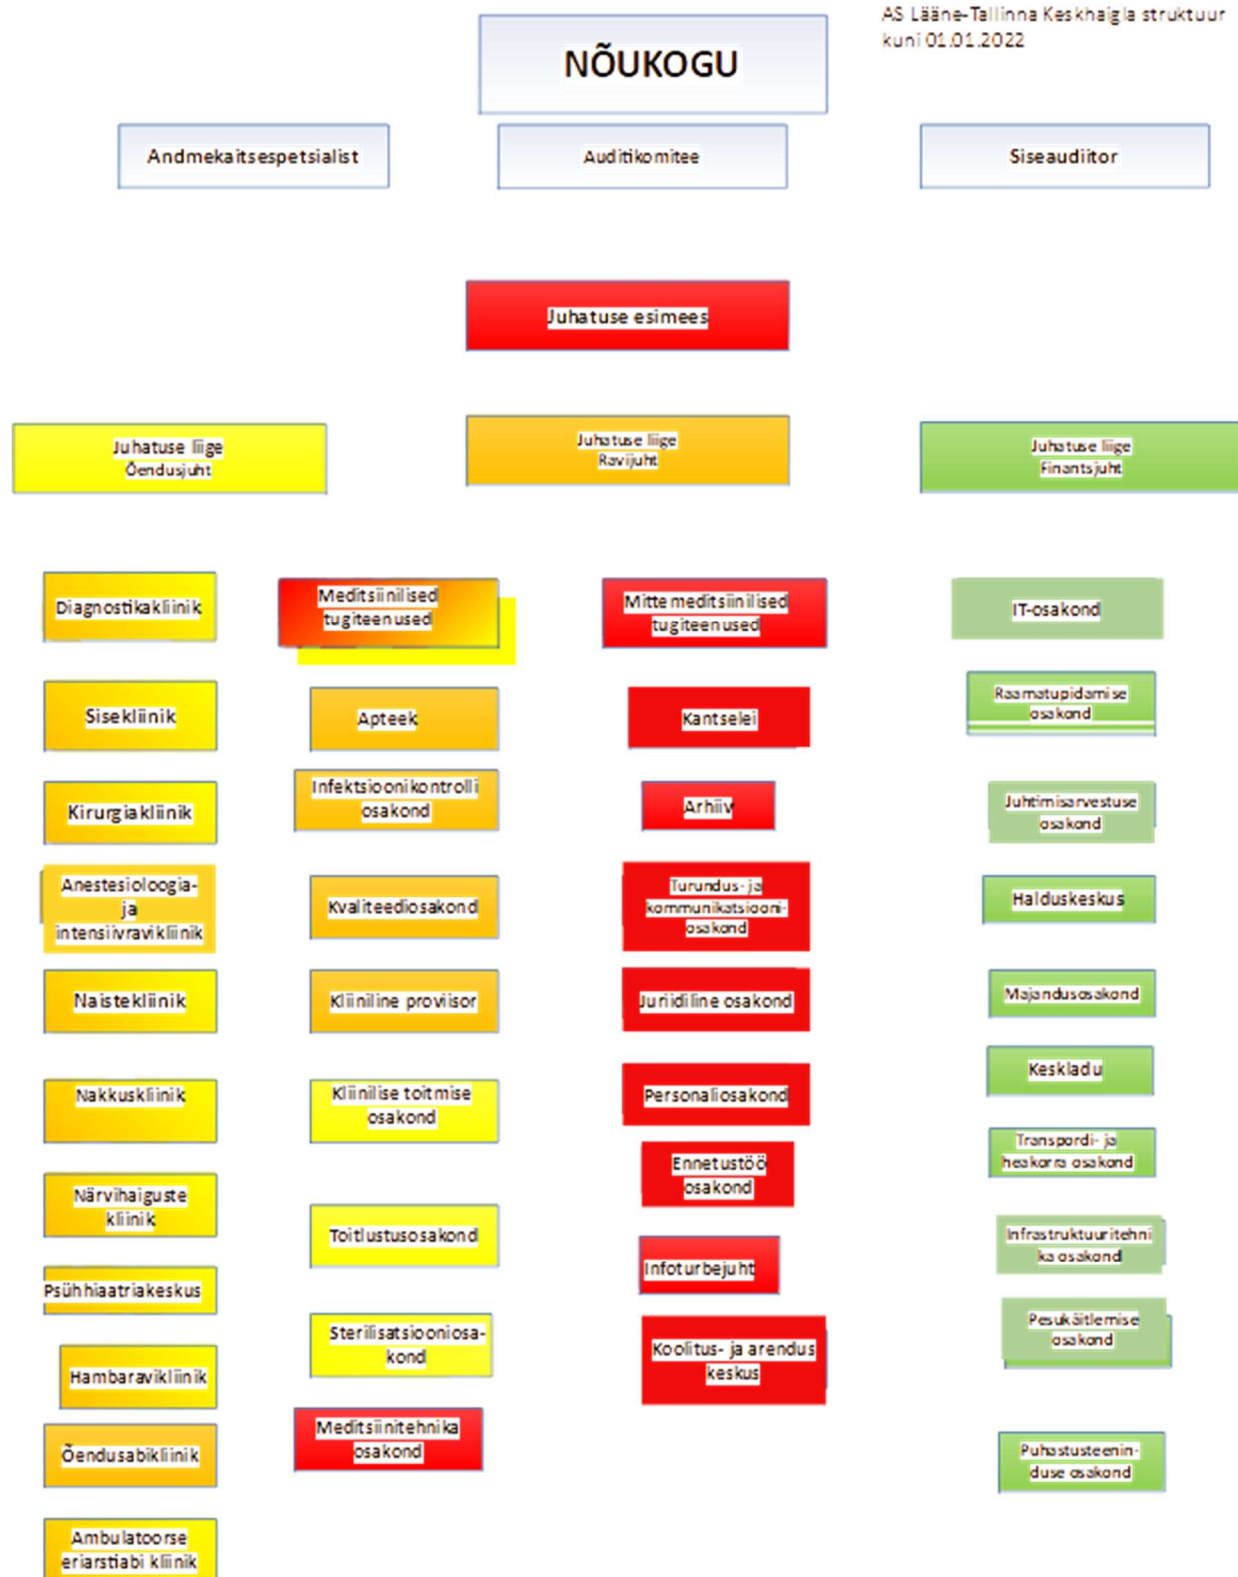 AS Lääne-Tallinna Keskhaigla struktuur
kuni 01.01.2022
NÕUKOGU
Andmekaitsespetsialist
Auditikomitee
Siseaudiitor
Juhatuse esimees
Juhatuse liige
Õendusjuht
Juhatuse liige
Ravijuht
Juhatuse liige
Finantsjuht
Diagnostikakliinik
Sisekliinik
Kirurgiakliinik
Anestesioloogia-
ja
intensiivravikliinik
Naistekliinik
Nakkuskliinik
Närvihaiguste
kliinik
Psühhiaatriakeskus
Hambaravikliinik
Õendusabikliinik
Ambulatoorse
eriarstiabi kliinik
Meditsiinilised
tugiteenused
Apteek
Infektsioonikontrolli
osakond
Kvaliteediosakond
Kliiniline proviisor
Kliinilise toitmise
osakond
Toitlustusosakond
Sterilisatsiooniosa-
kond
Meditsiinitehnika
osakond
Mittemeditsiinilised
tugiteenused
Kantselei
Arhiiv
Turundus- ja
kommunikatsiooni-
osakond
Juriidiline osakond
Personaliosakond
Ennetustöö
osakond
Infoturbejuht
Koolitus- ja arendus
keskus
IT-osakond
Raamatupidamise
osakond
Juhtimisarvestuse
osakond
Halduskeskus
Majandusosakond
Keskladu
Transpordi- ja
heakorra osakond
Infrastruktuuritehni
ka osakond
Pesukäitlemise
osakond
Puhastusteenin-
duse osakond